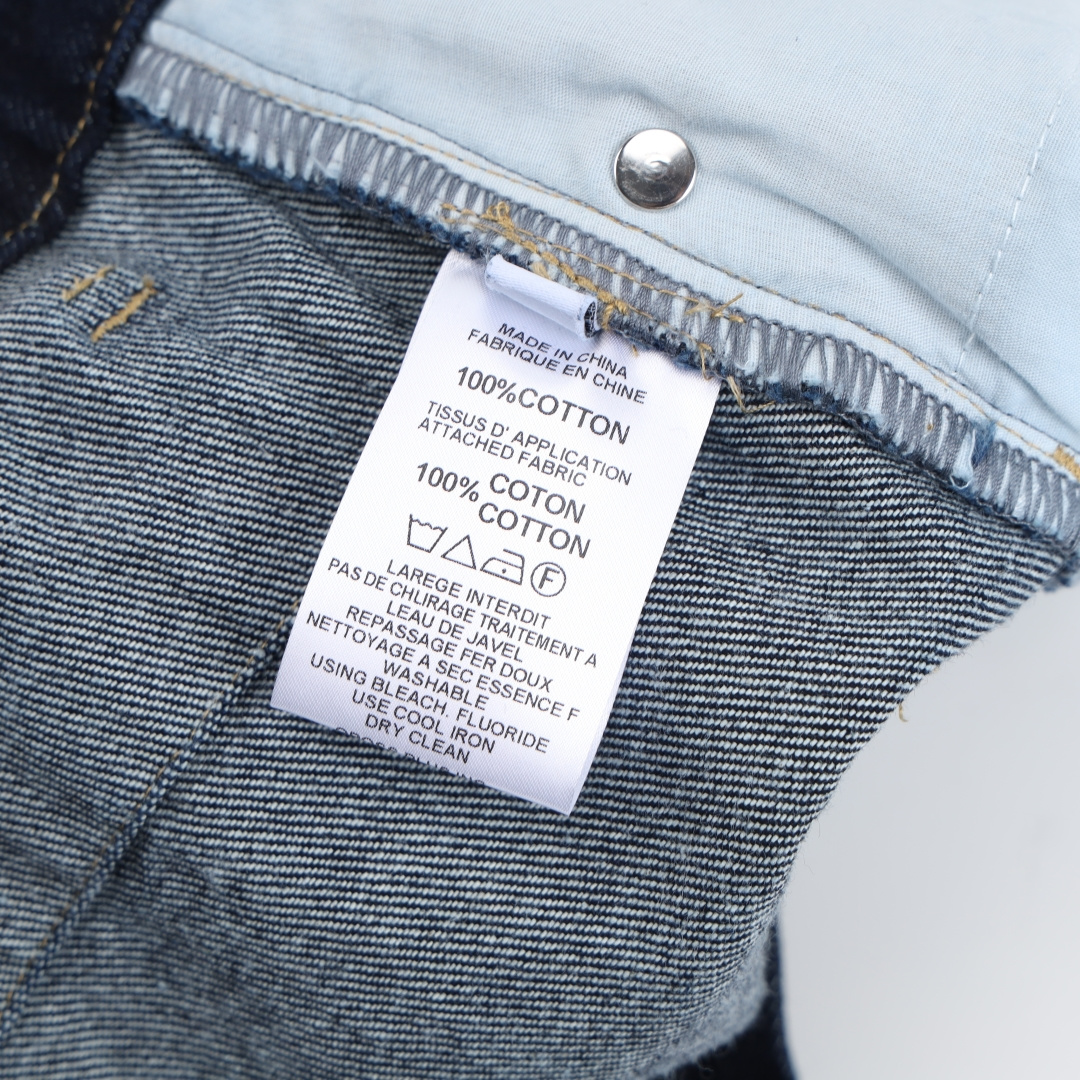 MADE IN CHINA
FABRIQUE EN CHINE
100%COTTON
TISSUS D' APPLICATION
ATTACHED FABRIC
100% COTON
COTTON
F
LAREGE INTERDIT
PAS DE CHLIRAGE TRAITEMENT A
LEAU DE JAVEL
REPASSAGE FER DOUX
NETTOYAGE A SEC ESSENCE F
WASHABLE
USING BLEACH, FLUORIDE
USE COOL IRON
DRY CLEAN